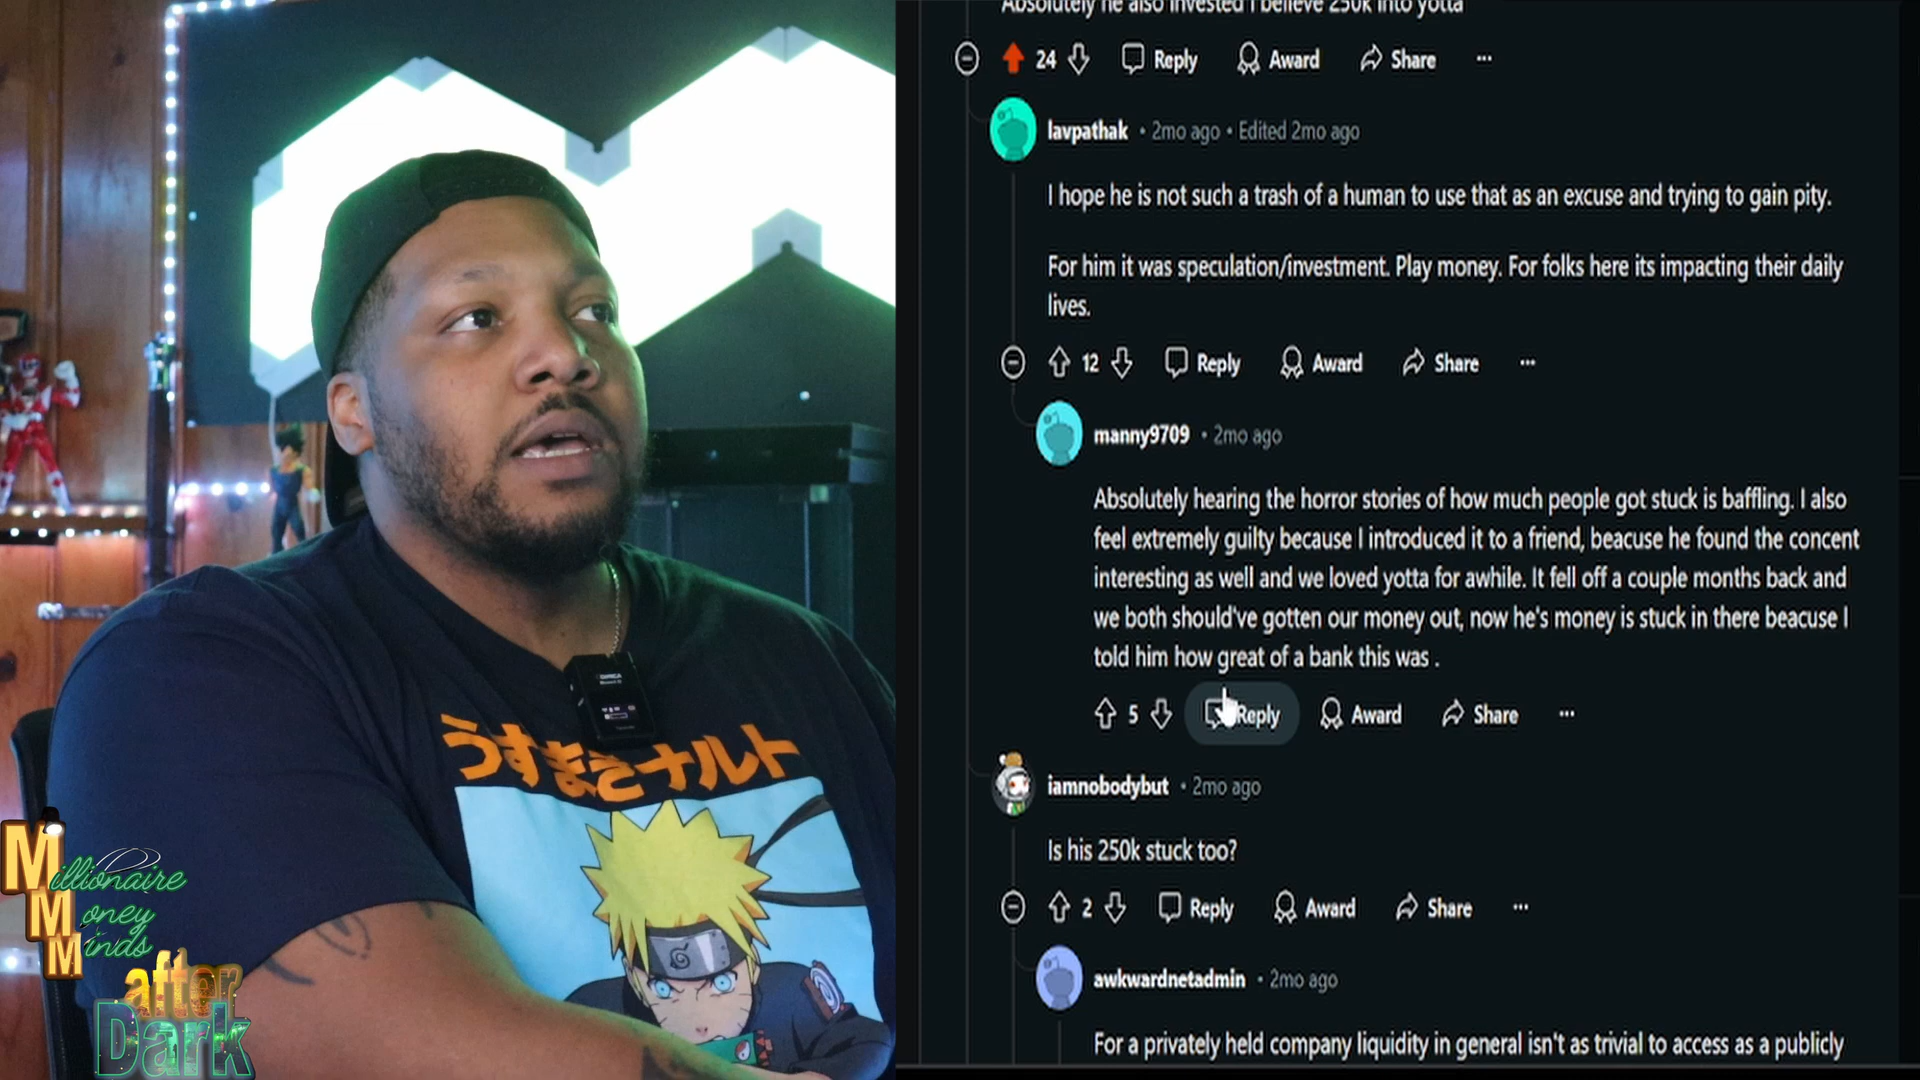 Absolutely he also invested I believe 250k into yotta
24 Reply Award Share
lavpathak • 2mo ago • Edited 2mo ago
I hope he is not such a trash of a human to use that as an excuse and trying to gain pity.
For him it was speculation/investment. Play money. For folks here its impacting their daily
lives.
12 Reply Award Share
manny9709 • 2mo ago
Absolutely hearing the horror stories of how much people got stuck is baffling. I also
feel extremely guilty because I introduced it to a friend, beacuse he found the concent
interesting as well and we loved yotta for awhile. It fell off a couple months back and
we both should've gotten our money out, now he's money is stuck in there beacuse I
told him how great of a bank this was .
5 Reply Award Share
iamnobodybut • 2mo ago
Is his 250k stuck too?
2 Reply Award Share
awkwardnetadmin • 2mo ago
For a privately held company liquidity in general isn't as trivial to access as a publicly
うずまきナルト
Millionaire
Money
Minds
after
Dark